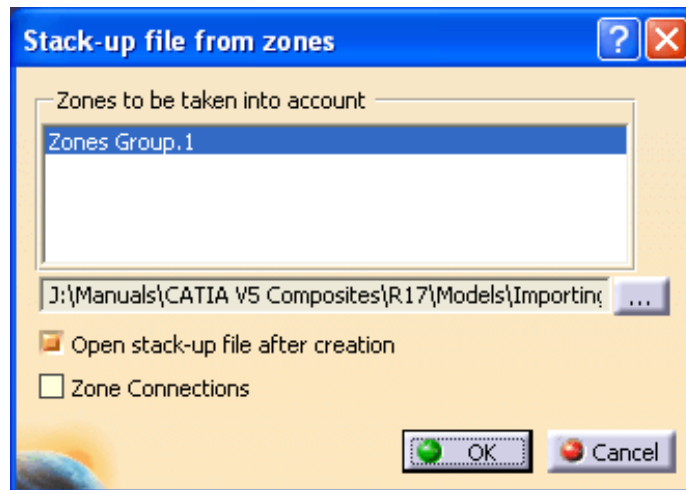 Stack-up file from zones
Zones to be taken into account
Zones Group.1
J:\Manuals\CATIA V5 Composites\R17\Models\Importing
...
Open stack-up file after creation
Zone Connections
OK Cancel